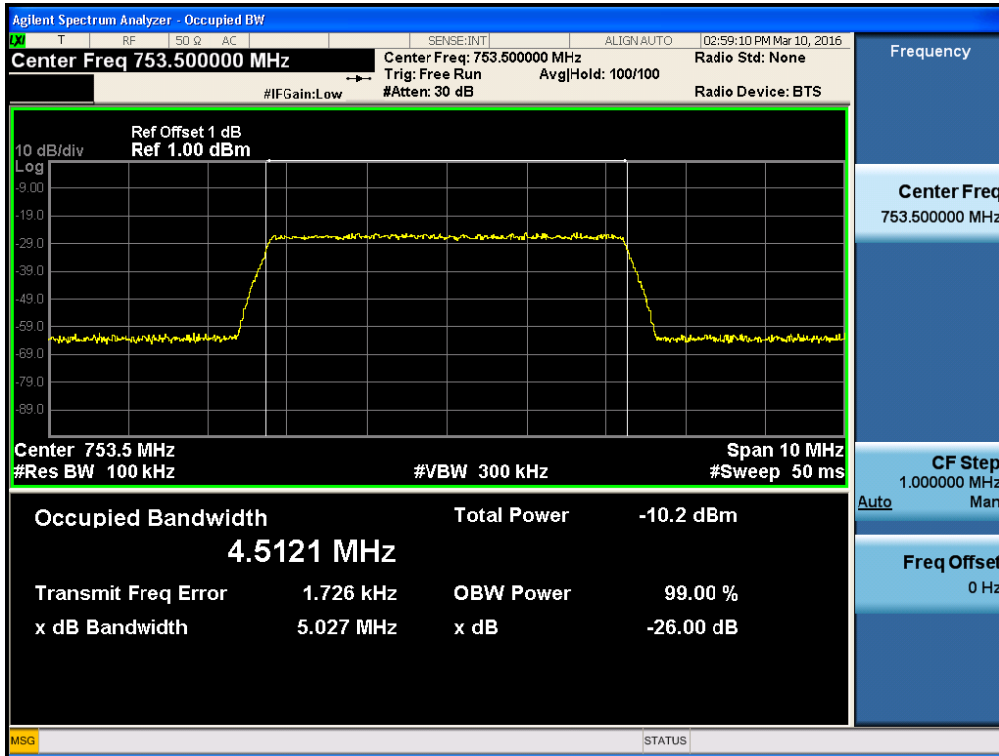 Agilent Spectrum Analyzer - Occupied BW
LXI T RF 50 Ω AC SENSE:INT ALIGNAUTO 02:59:10 PM Mar 10, 2016
Center Freq 753.500000 MHz
Center Freq: 753.500000 MHz Radio Std: None
Trig: Free Run Avg|Hold: 100/100
#IFGain:Low #Atten: 30 dB Radio Device: BTS
Frequency
Ref Offset 1 dB
10 dB/div Ref 1.00 dBm
Log
-9.00
-19.0
-29.0
-39.0
-49.0
-59.0
-69.0
-79.0
-89.0
Center 753.5 MHz Span 10 MHz
#Res BW 100 kHz #VBW 300 kHz #Sweep 50 ms
Occupied Bandwidth Total Power -10.2 dBm
4.5121 MHz
Transmit Freq Error 1.726 kHz OBW Power 99.00 %
x dB Bandwidth 5.027 MHz x dB -26.00 dB
Center Freq
753.500000 MHz
CF Step
1.000000 MHz
Auto Man
Freq Offset
0 Hz
MSG STATUS